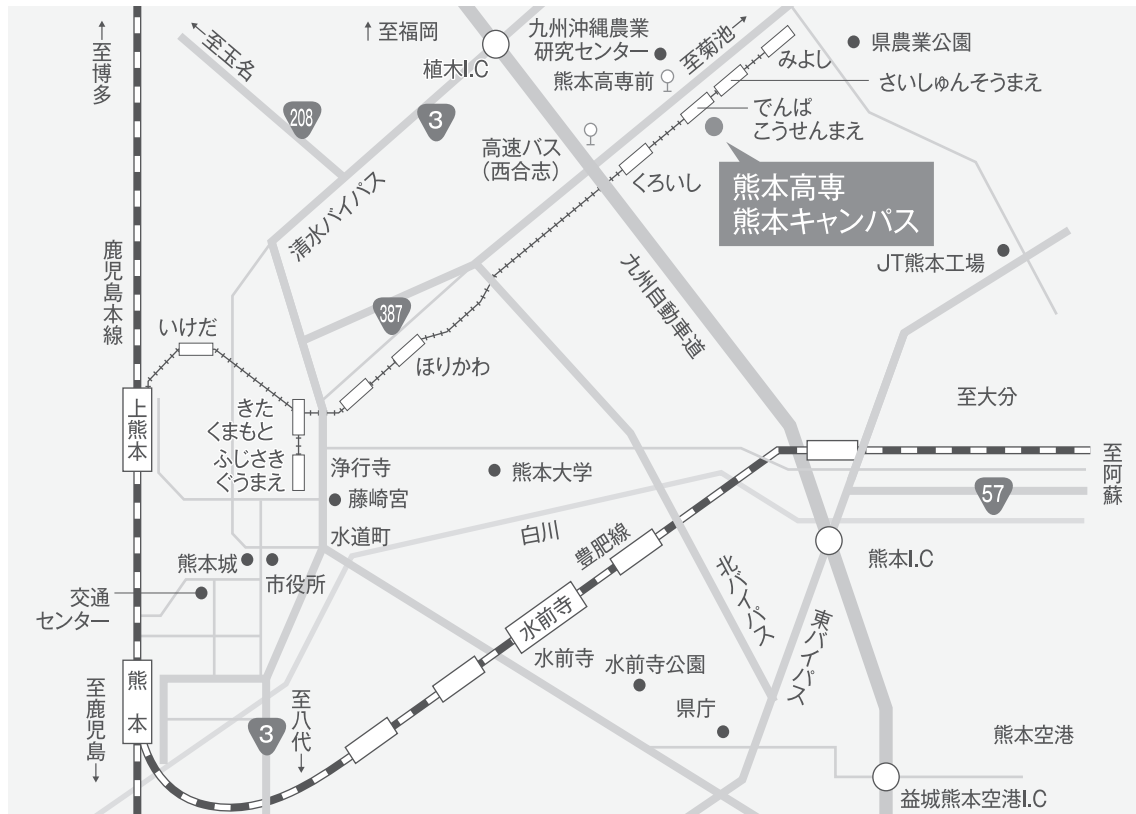 ←至博多
←至玉名
↑至福岡
植木I.C
九州沖縄農業
研究センター
熊本高専前
至菊池→
みよし
県農業公園
さいしゅんそうまえ
でんぱ
こうせんまえ
208
3
高速バス
(西合志)
くろいし
熊本高専
熊本キャンパス
清水バイパス
鹿児島本線
九州自動車道
JT熊本工場
387
いけだ
ほりかわ
至大分
上熊本
きた
くまもと
ふじさき
ぐうまえ
浄行寺
熊本大学
至阿蘇
藤崎宮
57
水道町
白川
豊肥線
熊本城
市役所
熊本I.C
交通
センター
北バイパス
東バイパス
水前寺
水前寺
水前寺公園
熊本
至鹿児島→
至八代→
3
県庁
熊本空港
益城熊本空港I.C